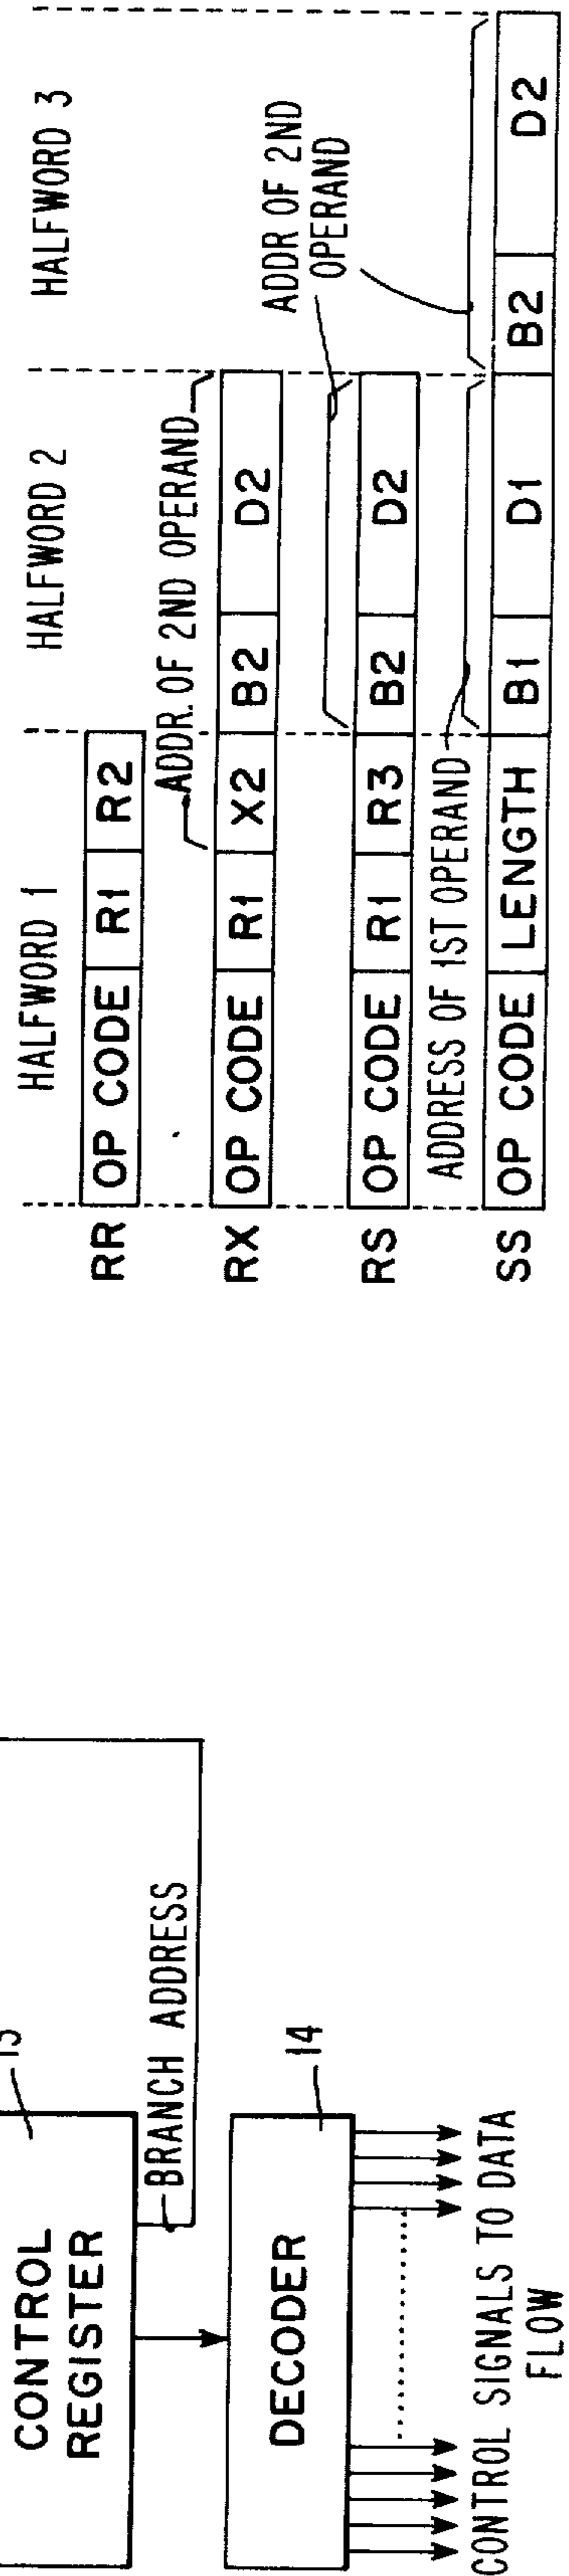 HALFWORD 1 HALFWORD 2 HALFWORD 3
RR OP CODE R1 R2
ADDR. OF 2ND OPERAND
RX OP CODE R1 X2 B2 D2
ADDR OF 2ND
OPERAND
RS OP CODE R1 R3 B2 D2
ADDRESS OF 1ST OPERAND
SS OP CODE LENGTH B1 D1 B2 D2
CONTROL
REGISTER
BRANCH ADDRESS
DECODER
14
CONTROL SIGNALS TO DATA
FLOW